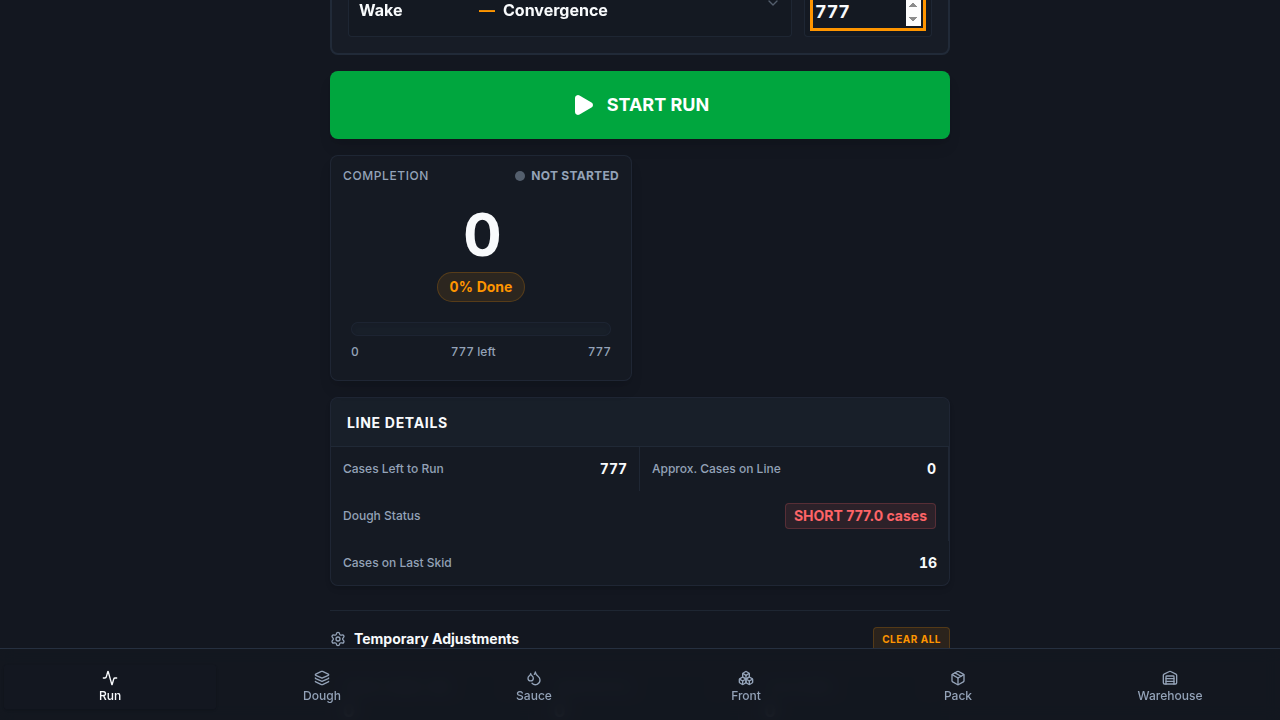 Wake — Convergence 777
START RUN
COMPLETION NOT STARTED
0
0% Done
0 777 left 777
LINE DETAILS
Cases Left to Run 777 Approx. Cases on Line 0
Dough Status SHORT 777.0 cases
Cases on Last Skid 16
Temporary Adjustments CLEAR ALL
Run Dough Sauce Front Pack Warehouse